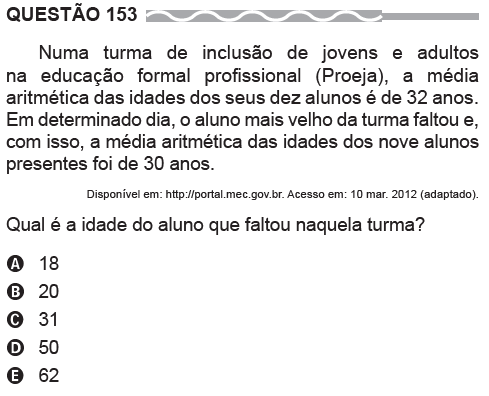 QUESTÃO 153
Numa turma de inclusão de jovens e adultos
na educação formal profissional (Proeja), a média
aritmética das idades dos seus dez alunos é de 32 anos.
Em determinado dia, o aluno mais velho da turma faltou e,
com isso, a média aritmética das idades dos nove alunos
presentes foi de 30 anos.
Disponível em: http://portal.mec.gov.br. Acesso em: 10 mar. 2012 (adaptado).
Qual é a idade do aluno que faltou naquela turma?
A 18
B 20
C 31
D 50
E 62